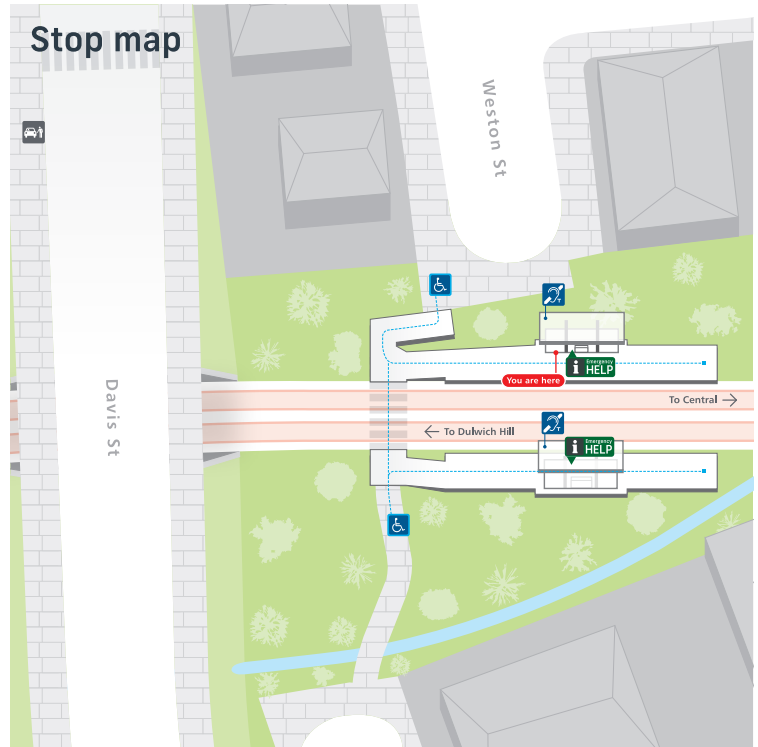 Stop map
Weston St
Davis St
You are here
i Emergency
HELP
To Central →
← To Dulwich Hill
T
T
i Emergency
HELP